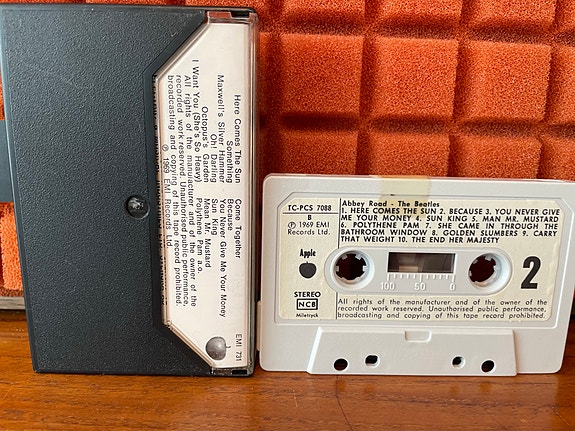 Here Comes The Sun
Something
Maxwell's Silver Hammer
Oh! Darling
Octopus's Garden
I Want You (She's So Heavy)
Come Together
Because
You Never Give Me Your Money
Sun King
Mean Mr. Mustard
Polythene Pam a.o.
All rights of the manufacturer and of the owner of the
recorded work reserved. Unauthorised public performance,
broadcasting and copying of this tape record prohibited.
℗ 1969 EMI Records Ltd.
EMI 731
TC-PCS 7088
B
℗ 1969 EMI
Records Ltd.
Abbey Road - The Beatles
1. HERE COMES THE SUN 2. BECAUSE 3. YOU NEVER GIVE
ME YOUR MONEY 4. SUN KING 5. MAN MR. MUSTARD
6. POLYTHENE PAM 7. SHE CAME IN THROUGH THE
BATHROOM WINDOW 8. GOLDEN SLUMBERS 9. CARRY
THAT WEIGHT 10. THE END HER MAJESTY
Apple
100 50 0
2
STEREO
NCB
Miletryck
All rights of the manufacturer and of the owner of the
recorded work reserved. Unauthorised public performance,
broadcasting and copying of this tape record prohibited.